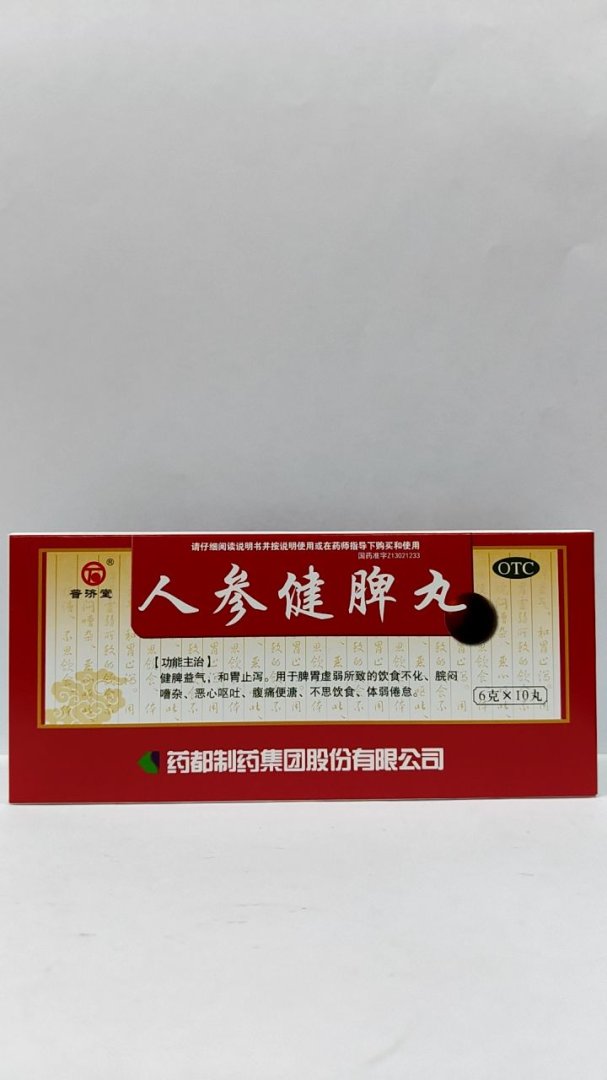 请仔细阅读说明书并按说明使用或在药师指导下购买和使用
国药准字Z13021233
®
普济堂
人参健脾丸
OTC
【功能主治】
健脾益气,和胃止泻。用于脾胃虚弱所致的饮食不化、脘闷
嘈杂、恶心呕吐、腹痛便溏、不思饮食、体弱倦怠。
6克×10丸
药都制药集团股份有限公司